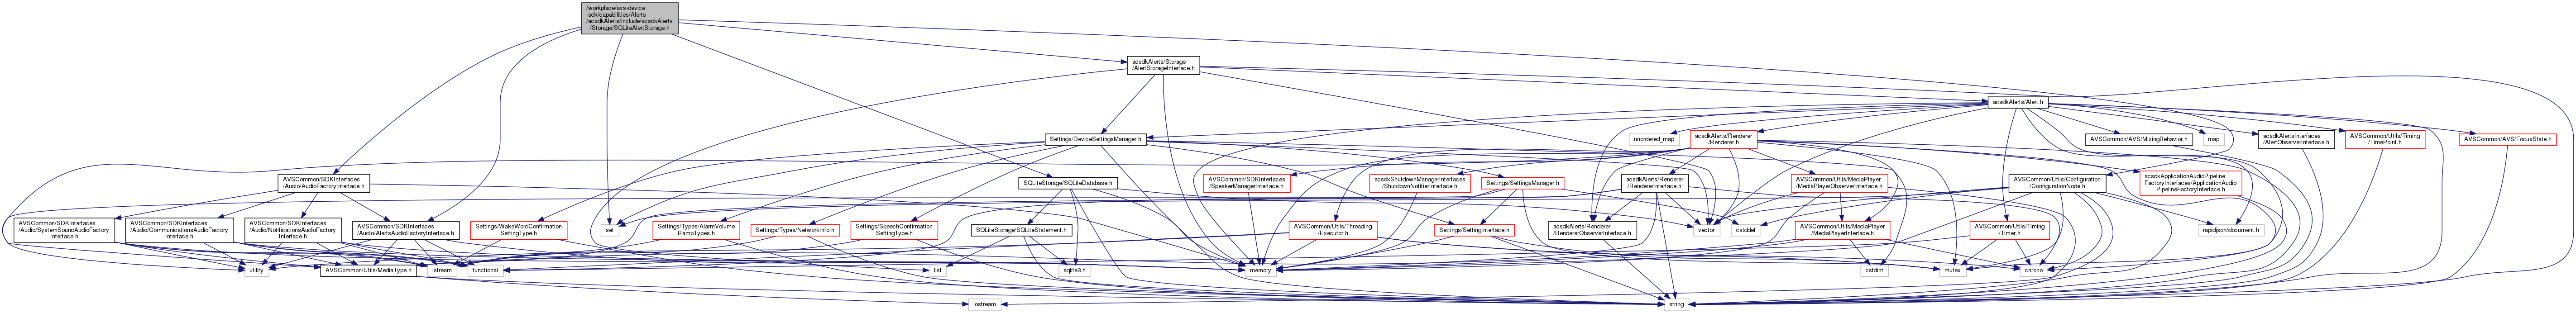 /workplace/avs-device
-sdk/capabilities/Alerts
/acsdkAlerts/include/acsdkAlerts
/Storage/SQLiteAlertStorage.h
acsdkAlerts/Storage
/AlertStorageInterface.h
acsdkAlerts/Alert.h
Settings/DeviceSettingsManager.h
unordered_map
acsdkAlerts/Renderer
/Renderer.h
AVSCommon/AVS/MixingBehavior.h
map
acsdkAlertsInterfaces
/AlertObserverInterface.h
AVSCommon/Utils/Timing
/TimePoint.h
AVSCommon/AVS/FocusState.h
AVSCommon/SDKInterfaces
/Audio/AudioFactoryInterface.h
SQLiteStorage/SQLiteDatabase.h
AVSCommon/SDKInterfaces
/SpeakerManagerInterface.h
acsdkShutdownManagerInterfaces
/ShutdownNotifierInterface.h
Settings/SettingsManager.h
acsdkAlerts/Renderer
/RendererInterface.h
AVSCommon/Utils/MediaPlayer
/MediaPlayerObserverInterface.h
AVSCommon/Utils/Configuration
/ConfigurationNode.h
acsdkApplicationAudioPipeline
FactoryInterfaces/ApplicationAudio
PipelineFactoryInterface.h
AVSCommon/SDKInterfaces
/Audio/SystemSoundAudioFactory
Interface.h
AVSCommon/SDKInterfaces
/Audio/CommunicationsAudioFactory
Interface.h
AVSCommon/SDKInterfaces
/Audio/NotificationsAudioFactory
Interface.h
AVSCommon/SDKInterfaces
/Audio/AlertsAudioFactoryInterface.h
Settings/WakeWordConfirmation
SettingType.h
set
Settings/Types/AlarmVolume
RampTypes.h
Settings/Types/NetworkInfo.h
Settings/SpeechConfirmation
SettingType.h
SQLiteStorage/SQLiteStatement.h
AVSCommon/Utils/Threading
/Executor.h
Settings/SettingInterface.h
cstddef
acsdkAlerts/Renderer
/RendererObserverInterface.h
vector
AVSCommon/Utils/MediaPlayer
/MediaPlayerInterface.h
AVSCommon/Utils/Timing
/Timer.h
rapidjson/document.h
utility
AVSCommon/Utils/MediaType.h
istream
functional
list
sqlite3.h
memory
cstdint
mutex
chrono
iostream
string